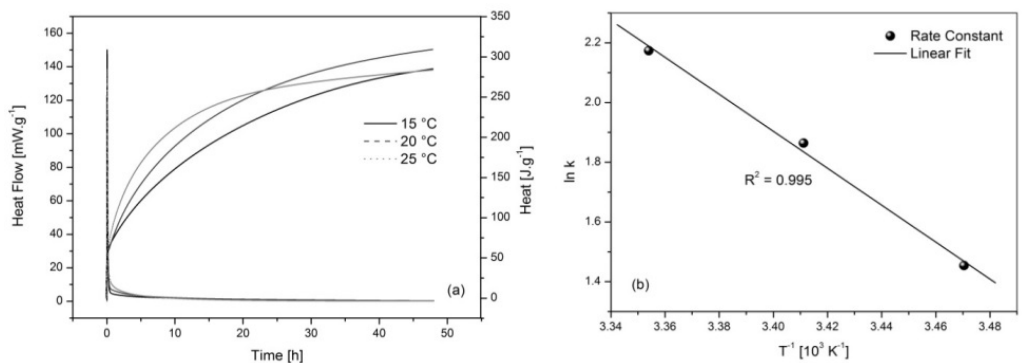 160
140
120
100
80
60
40
20
0
Heat Flow [mW.g⁻¹]
350
300
250
200
150
100
50
0
Heat [J.g⁻¹]
15 °C
20 °C
25 °C
(a)
0 10 20 30 40 50
Time [h]
2.2
2.0
1.8
1.6
1.4
ln k
Rate Constant
Linear Fit
R² = 0.995
(b)
3.34 3.36 3.38 3.40 3.42 3.44 3.46 3.48
T⁻¹ [10³ K⁻¹]